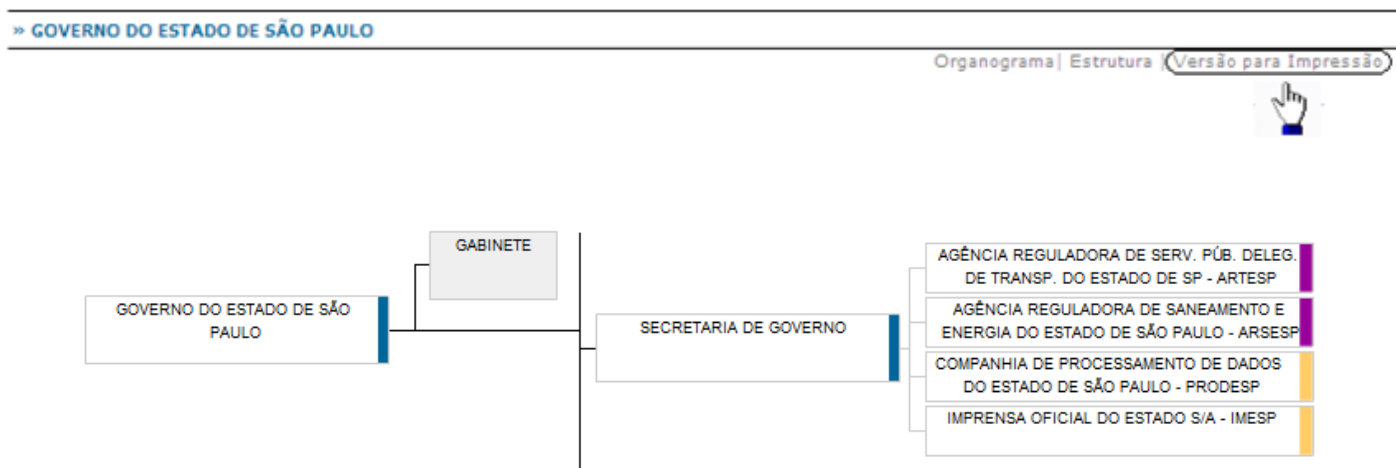 » GOVERNO DO ESTADO DE SÃO PAULO
Organograma| Estrutura |Versão para Impressão
GABINETE
GOVERNO DO ESTADO DE SÃO
PAULO
SECRETARIA DE GOVERNO
AGÊNCIA REGULADORA DE SERV. PÚB. DELEG.
DE TRANSP. DO ESTADO DE SP - ARTESP
AGÊNCIA REGULADORA DE SANEAMENTO E
ENERGIA DO ESTADO DE SÃO PAULO - ARSESP
COMPANHIA DE PROCESSAMENTO DE DADOS
DO ESTADO DE SÃO PAULO - PRODESP
IMPRENSA OFICIAL DO ESTADO S/A - IMESP